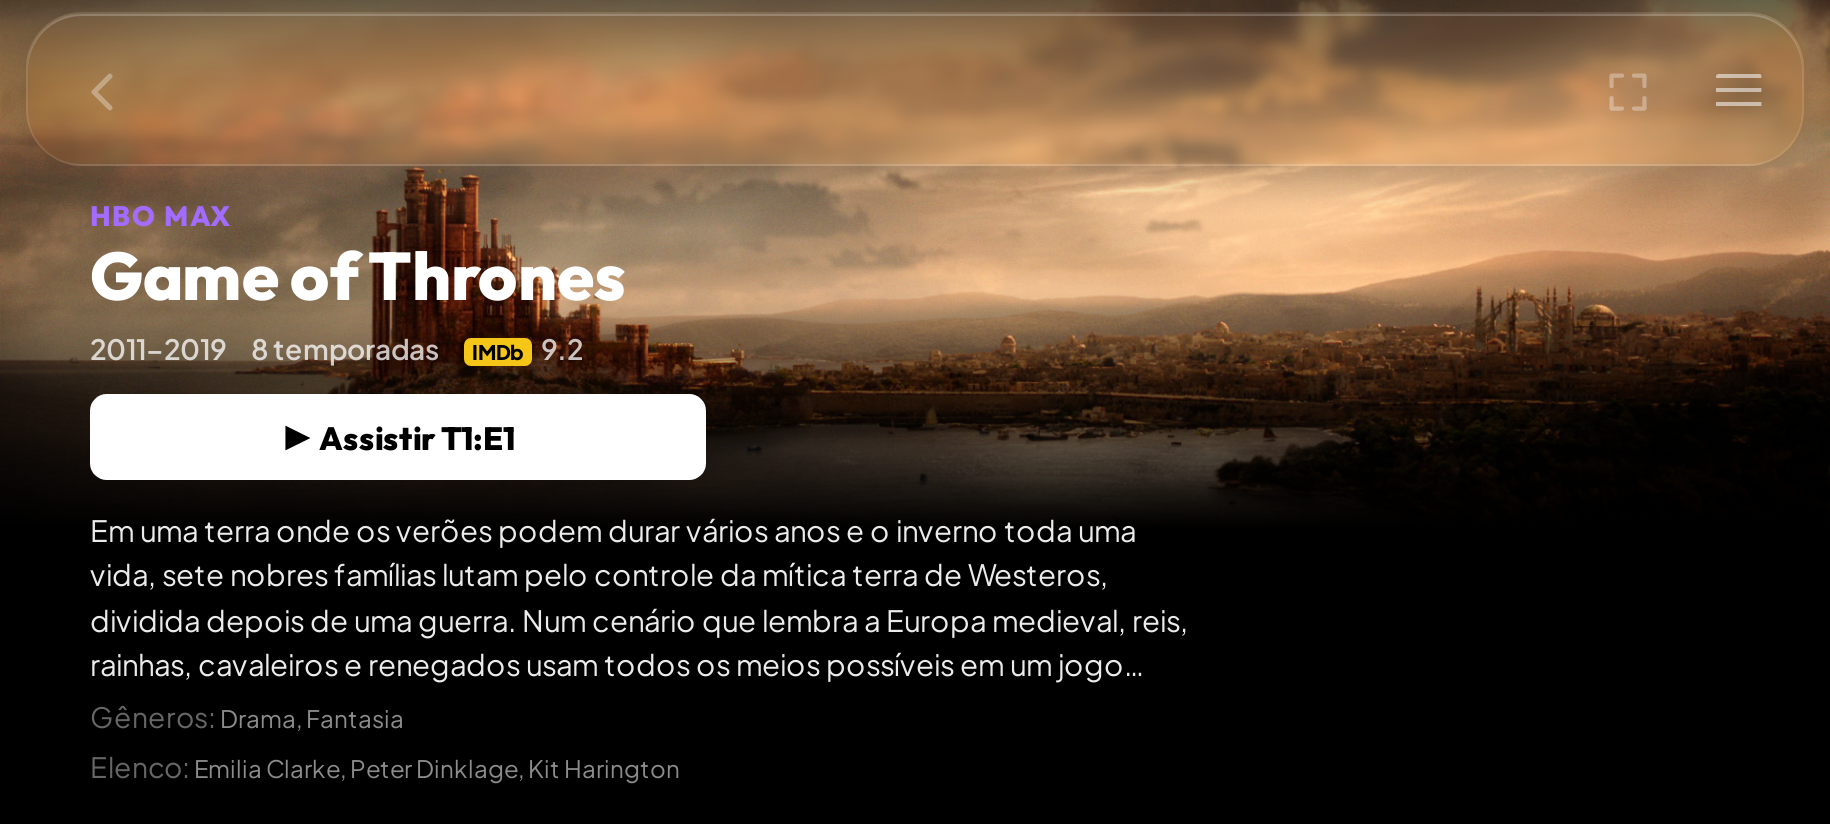 HBO MAX
Game of Thrones
2011–2019 8 temporadas IMDb 9.2
▶ Assistir T1:E1
Em uma terra onde os verões podem durar vários anos e o inverno toda uma
vida, sete nobres famílias lutam pelo controle da mítica terra de Westeros,
dividida depois de uma guerra. Num cenário que lembra a Europa medieval, reis,
rainhas, cavaleiros e renegados usam todos os meios possíveis em um jogo...
Gêneros: Drama, Fantasia
Elenco: Emilia Clarke, Peter Dinklage, Kit Harington